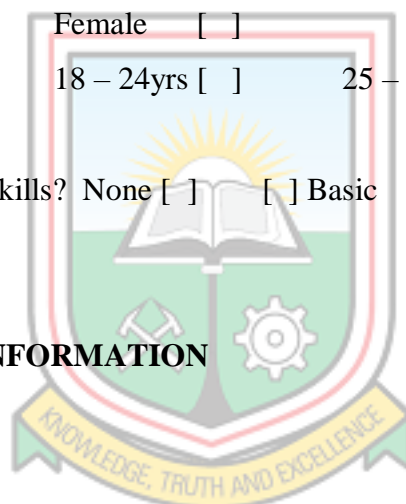 Female [ ]
18 – 24yrs [ ] 25 –
kills? None [ ] [ ] Basic
NFORMATION
KNOWLEDGE, TRUTH AND EXCELLENCE